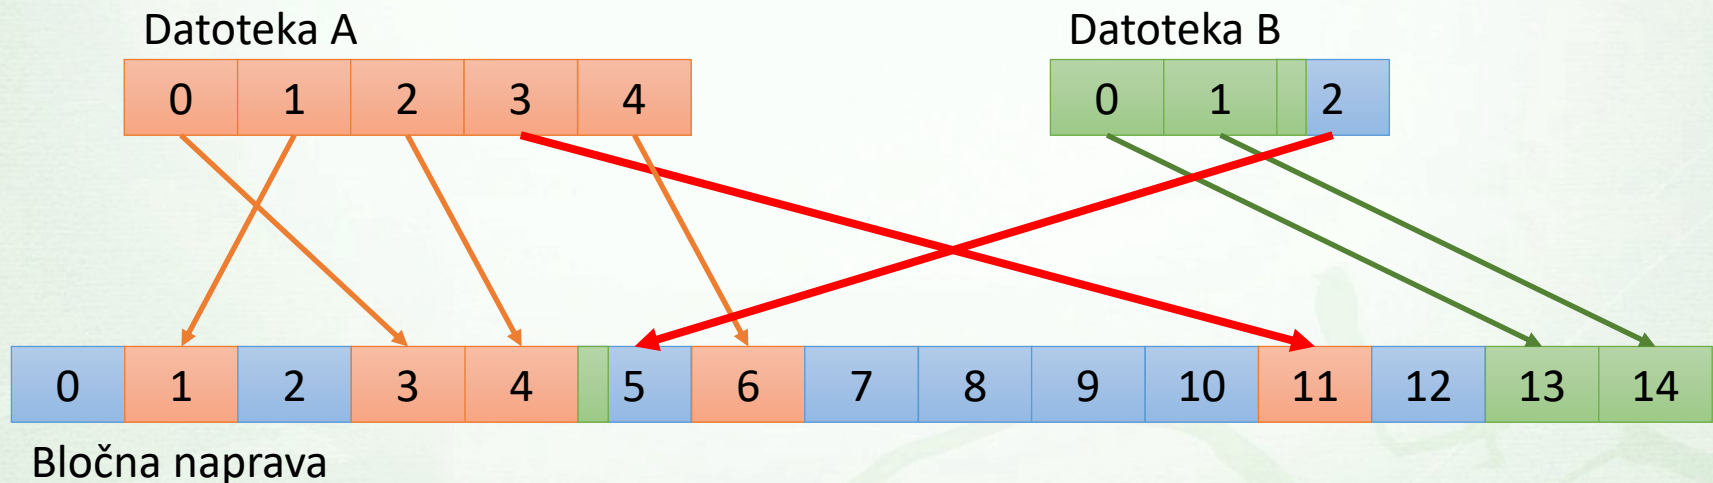 Datoteka A
Datoteka B
0 1 2 3 4
0 1 2
0 1 2 3 4 5 6 7 8 9 10 11 12 13 14
Bločna naprava